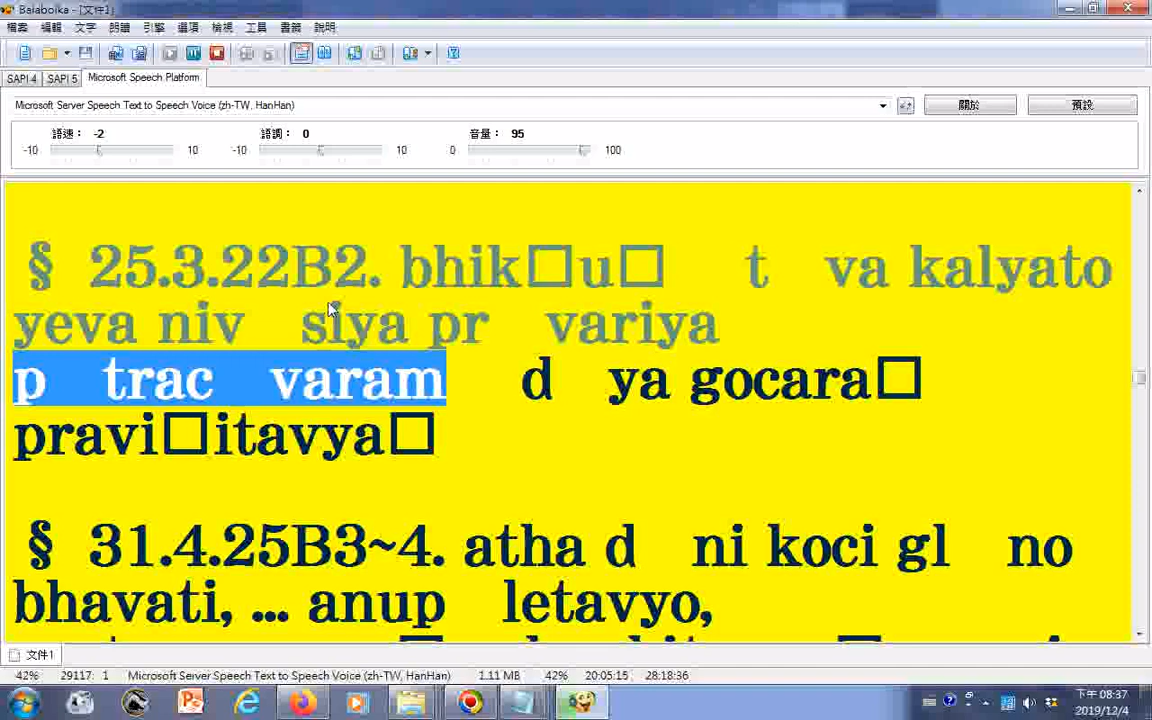 Balabolka - [文件1]
檔案 編輯 文字 朗讀 引擎 選項 檢視 工具 書籤 說明
SAPI 4 SAPI 5 Microsoft Speech Platform
Microsoft Server Speech Text to Speech Voice (zh-TW, HanHan) 關於 預設
語速： -2 語調： 0 音量： 95
-10 10 -10 10 0 100
§ 25.3.22B2. bhik□u□ t va kalyato
yeva niv siya pr variya
p trac varam d ya gocara□
pravi□itavya□
§ 31.4.25B3~4. atha d ni koci gl no
bhavati, ... anup letavyo,
文件1
42% 29117: 1 Microsoft Server Speech Text to Speech Voice (zh-TW, HanHan) 1.11 MB 42% 20:05:15 28:18:36
下午 08:37
2019/12/4